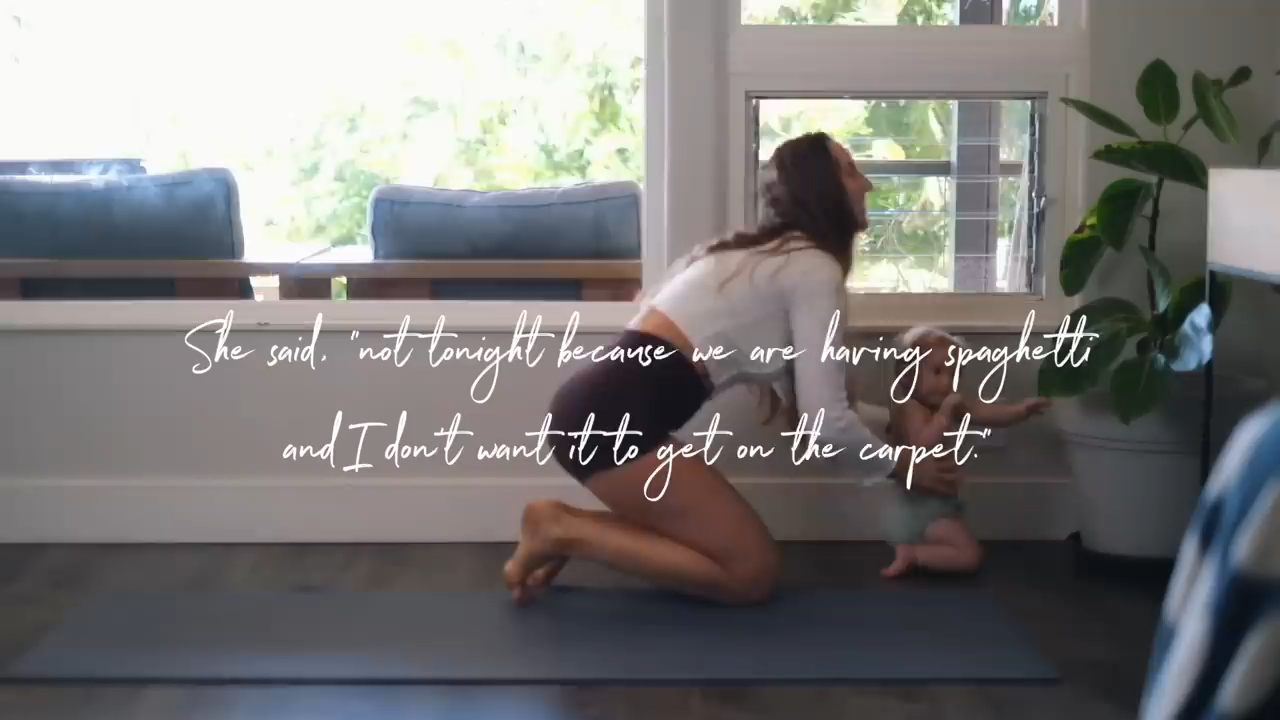 She said, "not tonight because we are having spaghetti
and I don't want it to get on the carpet."